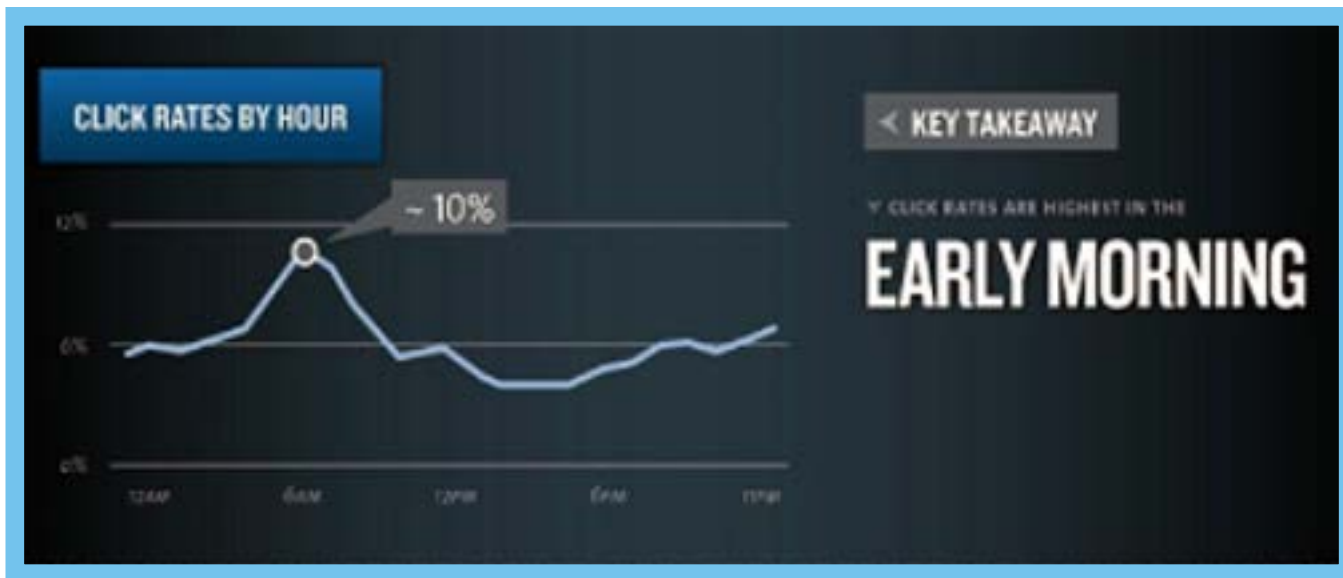 CLICK RATES BY HOUR
~ 10%
12%
6%
0%
12AM
6AM
12PM
6PM
11PM
KEY TAKEAWAY
CLICK RATES ARE HIGHEST IN THE
EARLY MORNING